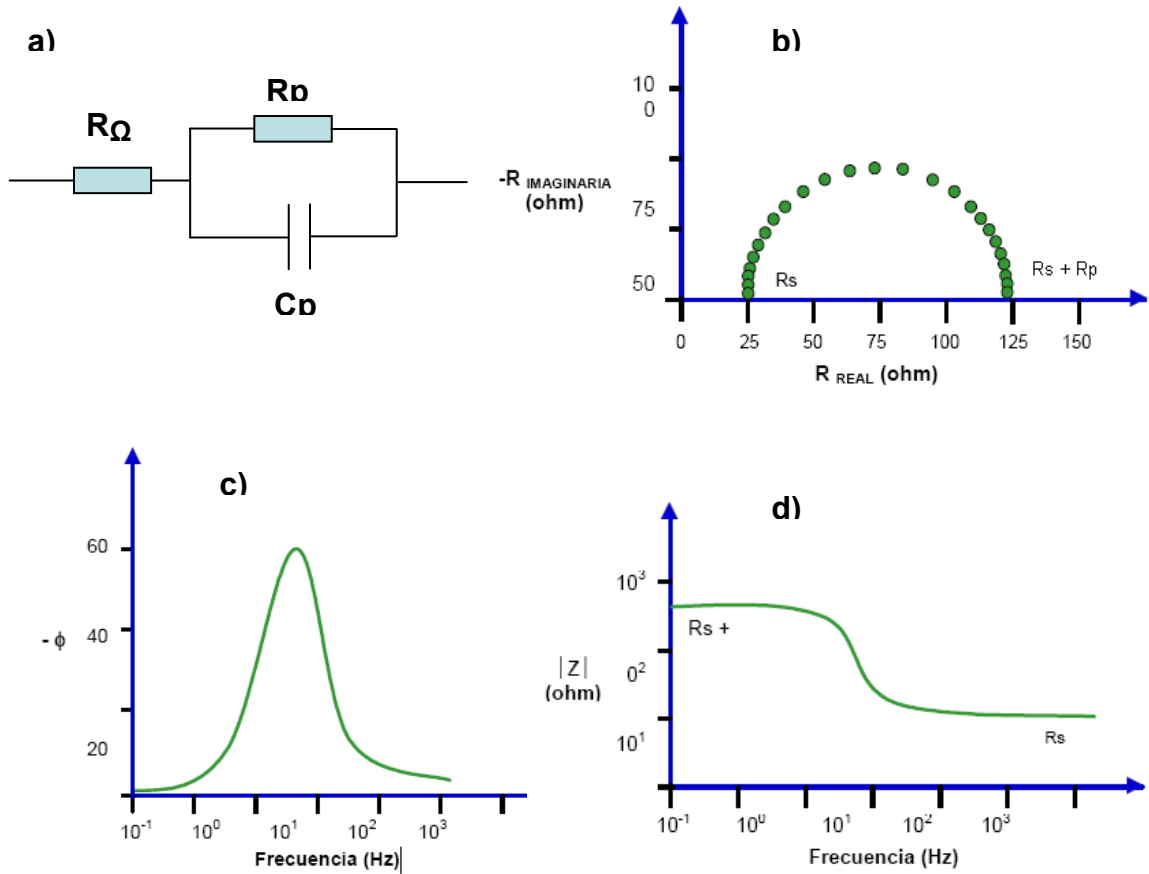 a)
Rp
RΩ
Cp
b)
10
0
75
50
-R IMAGINARIA
(ohm)
Rs
Rs + Rp
0 25 50 75 100 125 150
R REAL (ohm)
c)
60
40
20
- ϕ
10⁻¹ 10⁰ 10¹ 10² 10³
Frecuencia (Hz)
d)
10³
0²
10¹
|Z|
(ohm)
Rs +
Rs
10⁻¹ 10⁰ 10¹ 10² 10³
Frecuencia (Hz)